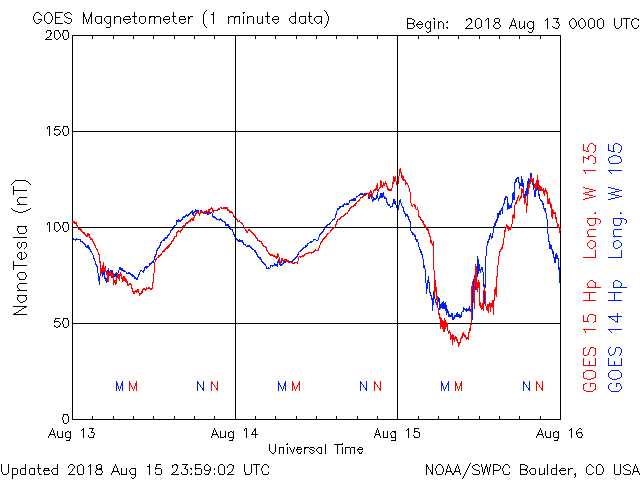 GOES Magnetometer (1 minute data)
Begin: 2018 Aug 13 0000 UTC
200
150
100
50
0
NanoTesla (nT)
M M N N M M N N M M N N
Aug 13 Aug 14 Aug 15 Aug 16
Universal Time
GOES 15 Hp Long. W 135
GOES 14 Hp Long. W 105
Updated 2018 Aug 15 23:59:02 UTC
NOAA/SWPC Boulder, CO USA